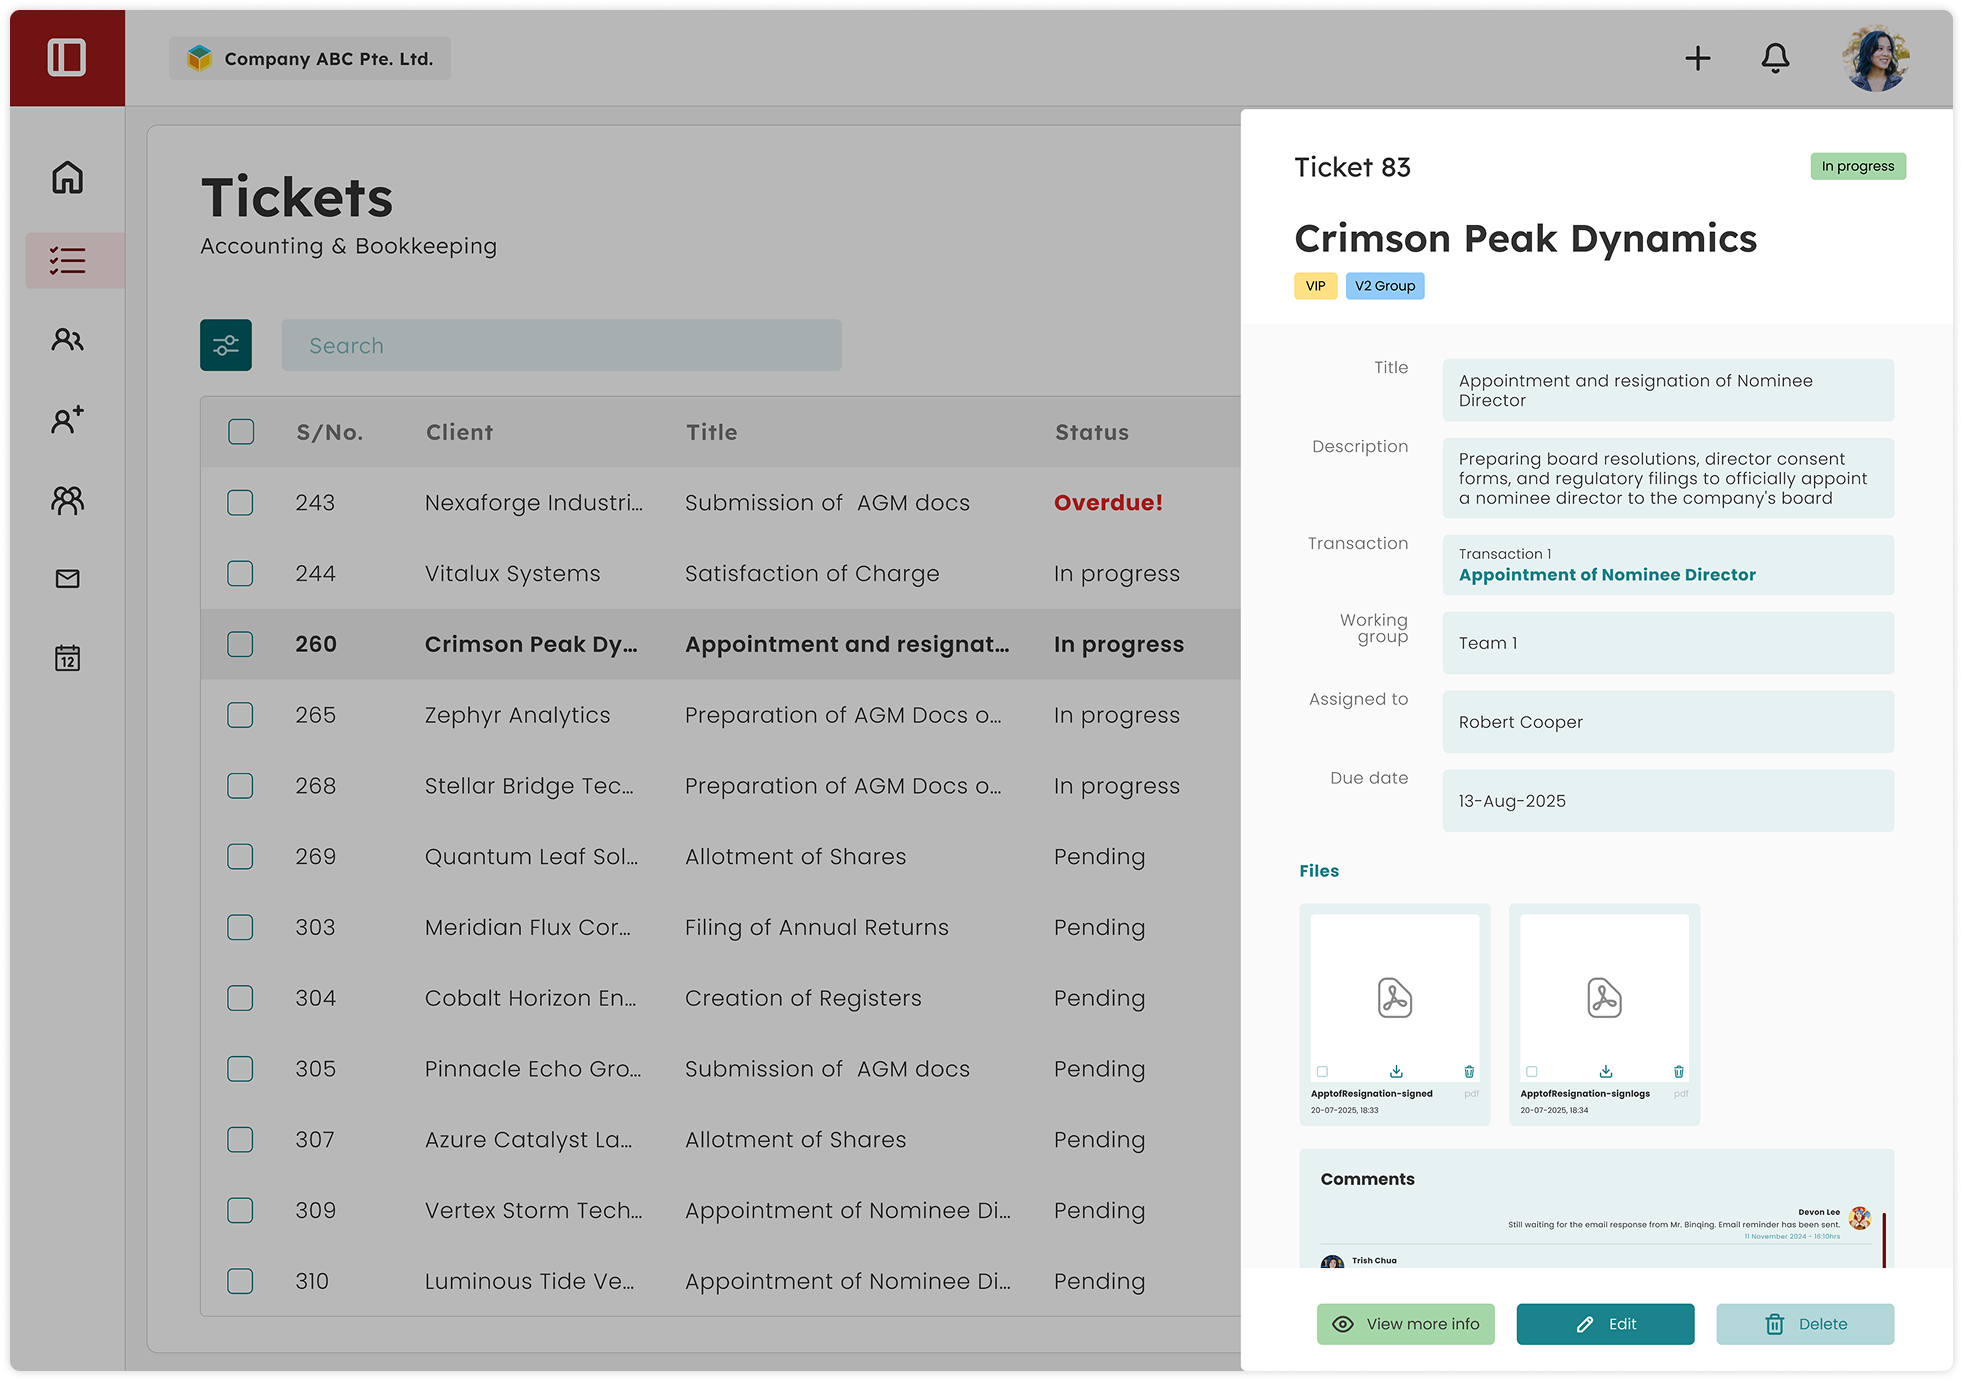 Company ABC Pte. Ltd.
Tickets
Accounting & Bookkeeping
Search
S/No. Client Title Status
243 Nexaforge Industri... Submission of AGM docs Overdue!
244 Vitalux Systems Satisfaction of Charge In progress
260 Crimson Peak Dy... Appointment and resignat... In progress
265 Zephyr Analytics Preparation of AGM Docs o... In progress
268 Stellar Bridge Tec... Preparation of AGM Docs o... In progress
269 Quantum Leaf Sol... Allotment of Shares Pending
303 Meridian Flux Cor... Filing of Annual Returns Pending
304 Cobalt Horizon En... Creation of Registers Pending
305 Pinnacle Echo Gro... Submission of AGM docs Pending
307 Azure Catalyst La... Allotment of Shares Pending
309 Vertex Storm Tech... Appointment of Nominee Di... Pending
310 Luminous Tide Ve... Appointment of Nominee Di... Pending
12
Ticket 83
In progress
Crimson Peak Dynamics
VIP V2 Group
Title
Appointment and resignation of Nominee
Director
Description
Preparing board resolutions, director consent
forms, and regulatory filings to officially appoint
a nominee director to the company's board
Transaction
Transaction 1
Appointment of Nominee Director
Working
group
Team 1
Assigned to
Robert Cooper
Due date
13-Aug-2025
Files
ApptofResignation-signed pdf
20-07-2025, 18:33
ApptofResignation-signlogs pdf
20-07-2025, 18:34
Comments
Devon Lee
Still waiting for the email response from Mr. Binqing. Email reminder has been sent.
11 November 2024 - 16:10hrs
Trish Chua
View more info
Edit
Delete